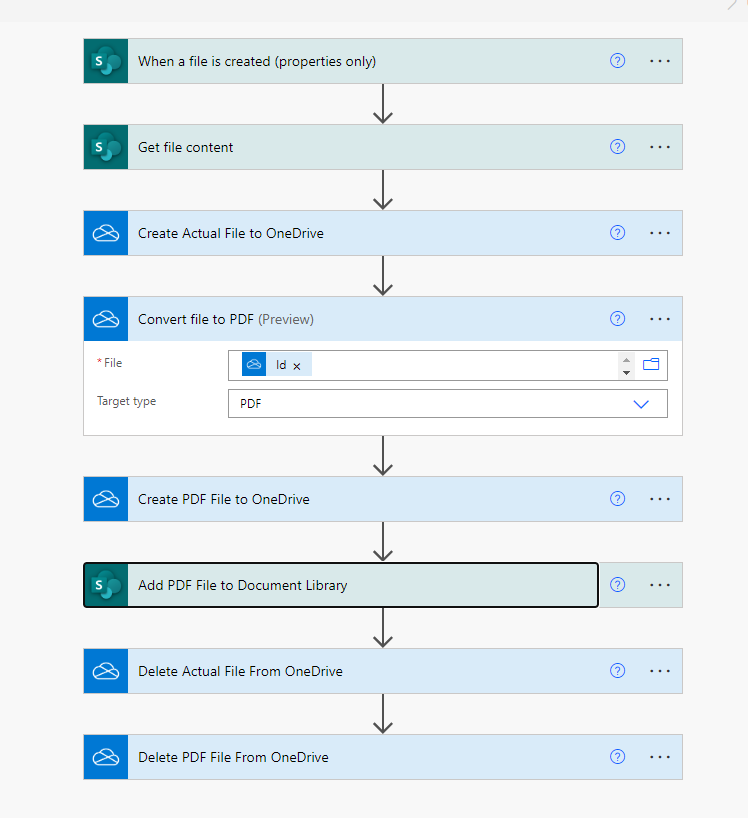 When a file is created (properties only)
Get file content
Create Actual File to OneDrive
Convert file to PDF (Preview)
* File
Id ×
Target type
PDF
Create PDF File to OneDrive
Add PDF File to Document Library
Delete Actual File From OneDrive
Delete PDF File From OneDrive